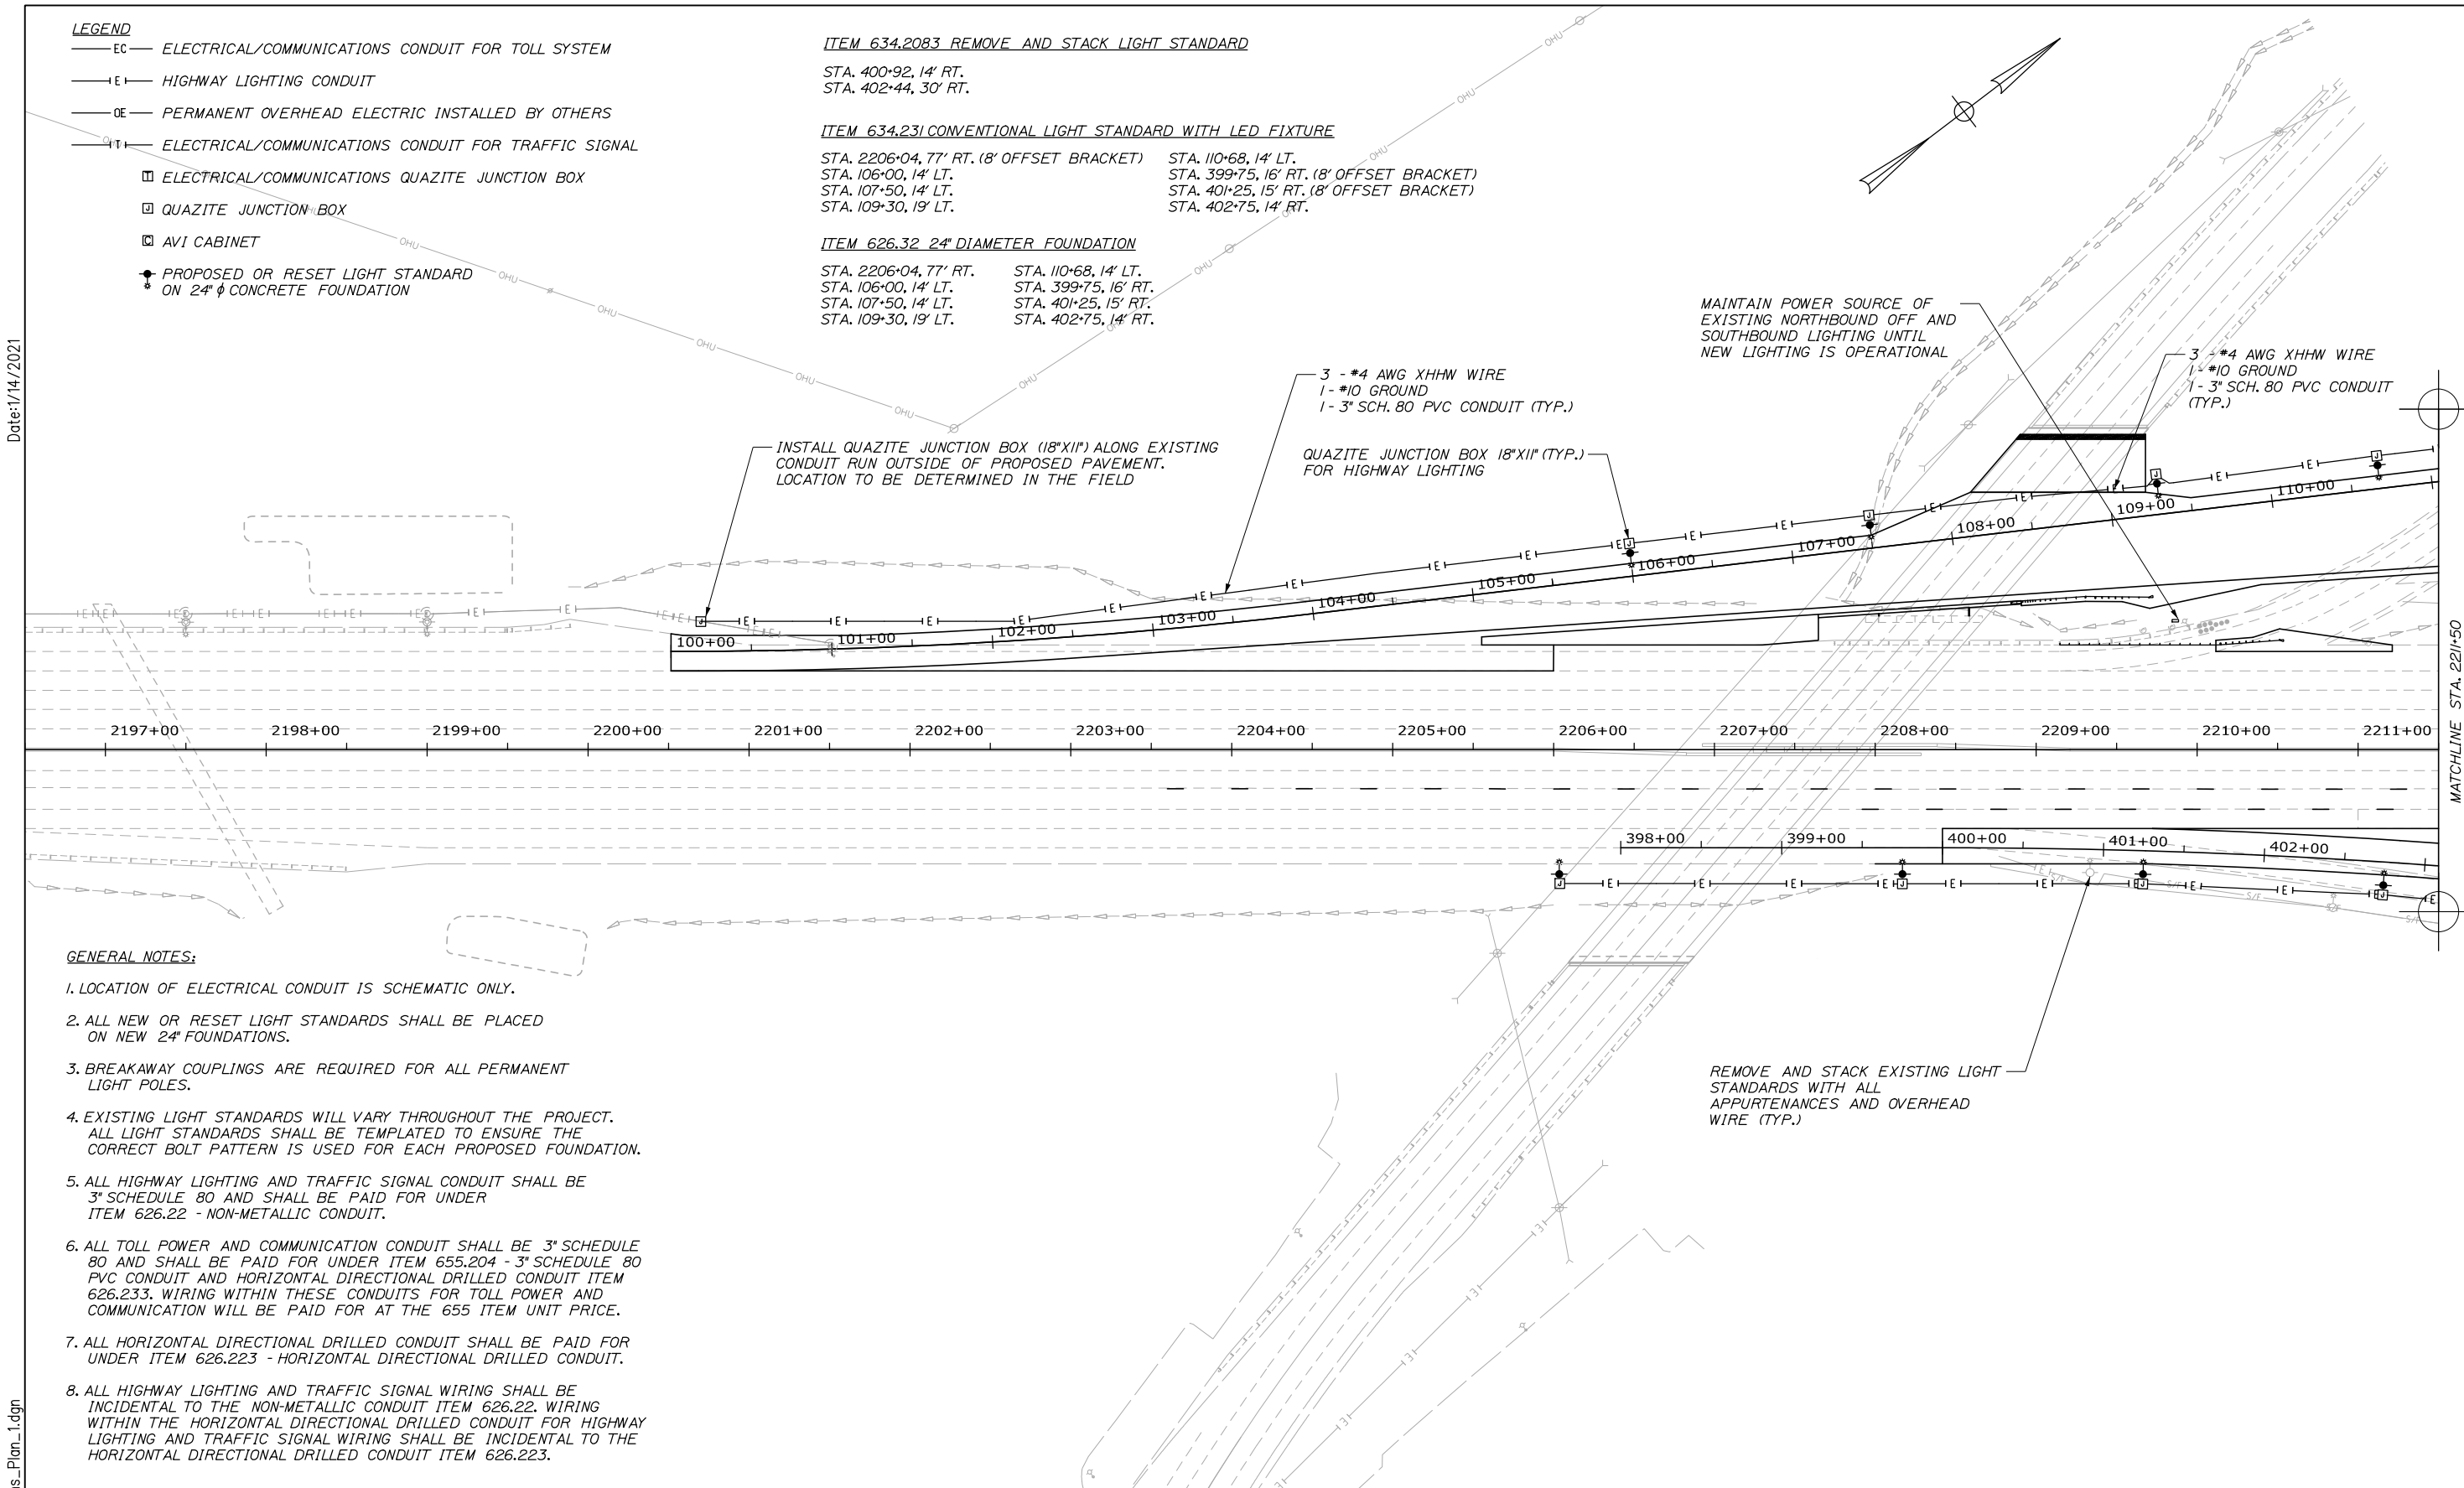 LEGEND
EC ELECTRICAL/COMMUNICATIONS CONDUIT FOR TOLL SYSTEM
E HIGHWAY LIGHTING CONDUIT
OE PERMANENT OVERHEAD ELECTRIC INSTALLED BY OTHERS
T ELECTRICAL/COMMUNICATIONS CONDUIT FOR TRAFFIC SIGNAL
T ELECTRICAL/COMMUNICATIONS QUAZITE JUNCTION BOX
J QUAZITE JUNCTION BOX
C AVI CABINET
PROPOSED OR RESET LIGHT STANDARD
ON 24" φ CONCRETE FOUNDATION
ITEM 634.2083 REMOVE AND STACK LIGHT STANDARD
STA. 400+92, 14' RT.
STA. 402+44, 30' RT.
ITEM 634.231 CONVENTIONAL LIGHT STANDARD WITH LED FIXTURE
STA. 2206+04, 77' RT. (8' OFFSET BRACKET)
STA. 106+00, 14' LT.
STA. 107+50, 14' LT.
STA. 109+30, 19' LT.
STA. 110+68, 14' LT.
STA. 399+75, 16' RT. (8' OFFSET BRACKET)
STA. 401+25, 15' RT. (8' OFFSET BRACKET)
STA. 402+75, 14' RT.
ITEM 626.32 24" DIAMETER FOUNDATION
STA. 2206+04, 77' RT.
STA. 106+00, 14' LT.
STA. 107+50, 14' LT.
STA. 109+30, 19' LT.
STA. 110+68, 14' LT.
STA. 399+75, 16' RT.
STA. 401+25, 15' RT.
STA. 402+75, 14' RT.
MAINTAIN POWER SOURCE OF
EXISTING NORTHBOUND OFF AND
SOUTHBOUND LIGHTING UNTIL
NEW LIGHTING IS OPERATIONAL
3 - #4 AWG XHHW WIRE
1 - #10 GROUND
1 - 3" SCH. 80 PVC CONDUIT
(TYP.)
3 - #4 AWG XHHW WIRE
1 - #10 GROUND
1 - 3" SCH. 80 PVC CONDUIT (TYP.)
QUAZITE JUNCTION BOX 18"X11" (TYP.)
FOR HIGHWAY LIGHTING
INSTALL QUAZITE JUNCTION BOX (18"X11") ALONG EXISTING
CONDUIT RUN OUTSIDE OF PROPOSED PAVEMENT.
LOCATION TO BE DETERMINED IN THE FIELD
100+00 101+00 102+00 103+00 104+00 105+00 106+00 107+00 108+00 109+00 110+00
2197+00 2198+00 2199+00 2200+00 2201+00 2202+00 2203+00 2204+00 2205+00 2206+00 2207+00 2208+00 2209+00 2210+00 2211+00
398+00 399+00 400+00 401+00 402+00
MATCHLINE STA. 2211+50
REMOVE AND STACK EXISTING LIGHT
STANDARDS WITH ALL
APPURTENANCES AND OVERHEAD
WIRE (TYP.)
GENERAL NOTES:
1. LOCATION OF ELECTRICAL CONDUIT IS SCHEMATIC ONLY.
2. ALL NEW OR RESET LIGHT STANDARDS SHALL BE PLACED
ON NEW 24" FOUNDATIONS.
3. BREAKAWAY COUPLINGS ARE REQUIRED FOR ALL PERMANENT
LIGHT POLES.
4. EXISTING LIGHT STANDARDS WILL VARY THROUGHOUT THE PROJECT.
ALL LIGHT STANDARDS SHALL BE TEMPLATED TO ENSURE THE
CORRECT BOLT PATTERN IS USED FOR EACH PROPOSED FOUNDATION.
5. ALL HIGHWAY LIGHTING AND TRAFFIC SIGNAL CONDUIT SHALL BE
3" SCHEDULE 80 AND SHALL BE PAID FOR UNDER
ITEM 626.22 - NON-METALLIC CONDUIT.
6. ALL TOLL POWER AND COMMUNICATION CONDUIT SHALL BE 3" SCHEDULE
80 AND SHALL BE PAID FOR UNDER ITEM 655.204 - 3" SCHEDULE 80
PVC CONDUIT AND HORIZONTAL DIRECTIONAL DRILLED CONDUIT ITEM
626.233. WIRING WITHIN THESE CONDUITS FOR TOLL POWER AND
COMMUNICATION WILL BE PAID FOR AT THE 655 ITEM UNIT PRICE.
7. ALL HORIZONTAL DIRECTIONAL DRILLED CONDUIT SHALL BE PAID FOR
UNDER ITEM 626.223 - HORIZONTAL DIRECTIONAL DRILLED CONDUIT.
8. ALL HIGHWAY LIGHTING AND TRAFFIC SIGNAL WIRING SHALL BE
INCIDENTAL TO THE NON-METALLIC CONDUIT ITEM 626.22. WIRING
WITHIN THE HORIZONTAL DIRECTIONAL DRILLED CONDUIT FOR HIGHWAY
LIGHTING AND TRAFFIC SIGNAL WIRING SHALL BE INCIDENTAL TO THE
HORIZONTAL DIRECTIONAL DRILLED CONDUIT ITEM 626.223.
Date:1/14/2021
s_Plan_1.dgn